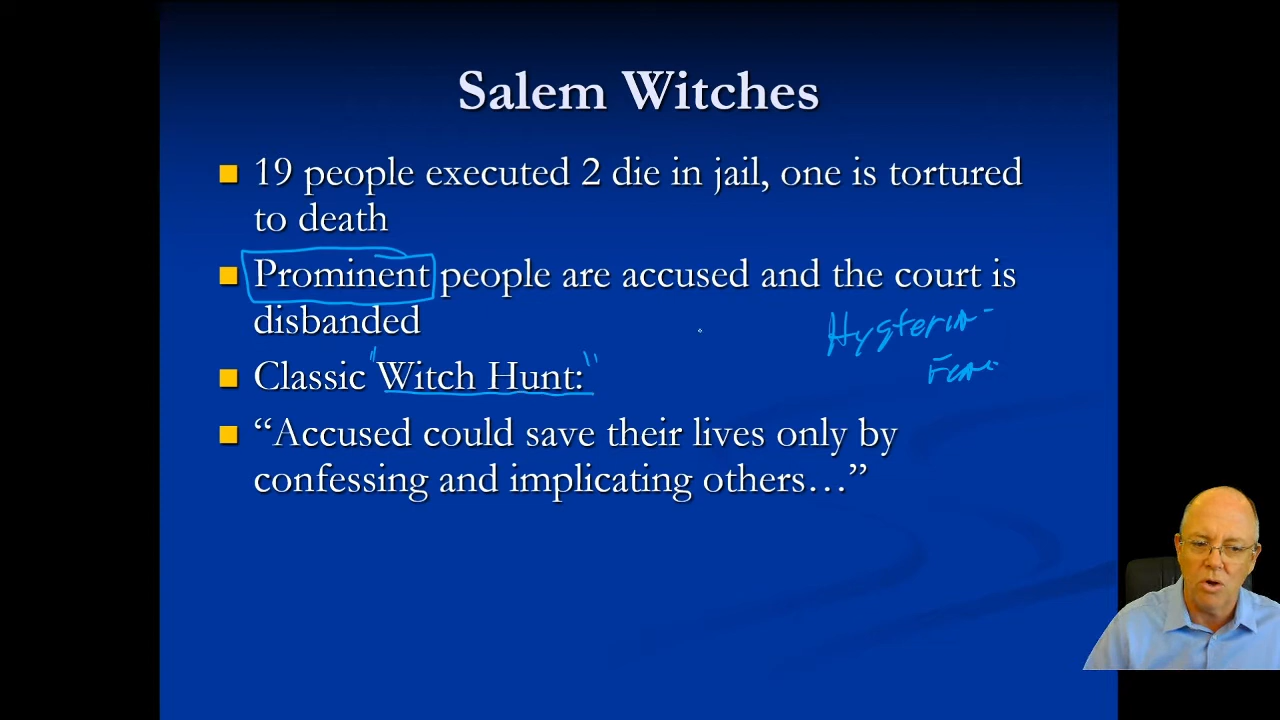 Salem Witches
19 people executed 2 die in jail, one is tortured
to death
Prominent people are accused and the court is
disbanded
Hysteria-
Classic "Witch Hunt:"
Fear
"Accused could save their lives only by
confessing and implicating others…"